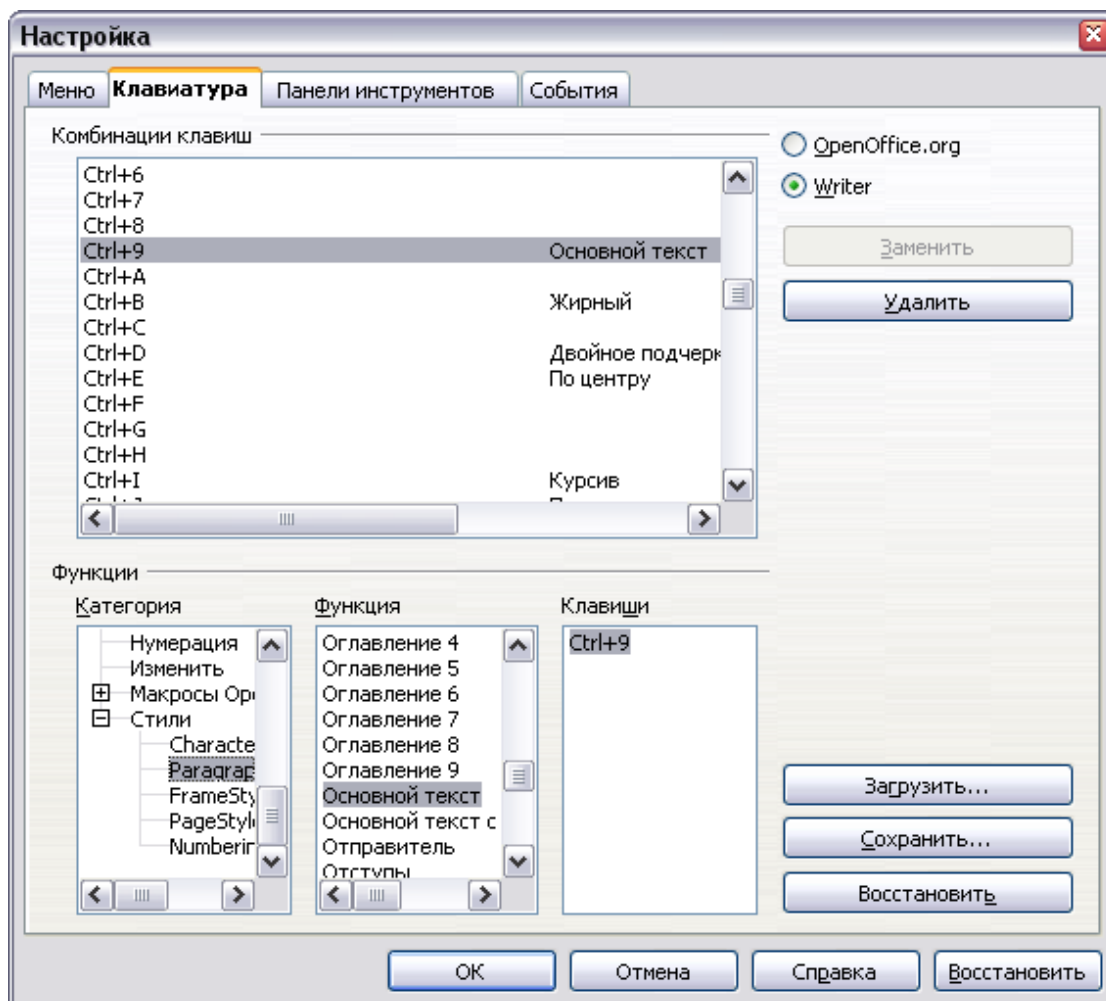 Настройка
Меню Клавиатура Панели инструментов События
Комбинации клавиш
OpenOffice.org
Writer
Ctrl+6
Ctrl+7
Ctrl+8
Ctrl+9 Основной текст
Ctrl+A
Ctrl+B Жирный
Ctrl+C
Ctrl+D Двойное подчерк
Ctrl+E По центру
Ctrl+F
Ctrl+G
Ctrl+H
Ctrl+I Курсив
Заменить
Удалить
Функции
Категория
Нумерация
Изменить
Макросы Ope
Стили
Characte
Paragrap
FrameSty
PageStyl
Numberin
Функция
Оглавление 4
Оглавление 5
Оглавление 6
Оглавление 7
Оглавление 8
Оглавление 9
Основной текст
Основной текст с
Отправитель
Отступы
Клавиши
Ctrl+9
Загрузить...
Сохранить...
Восстановить
ОК Отмена Справка Восстановить